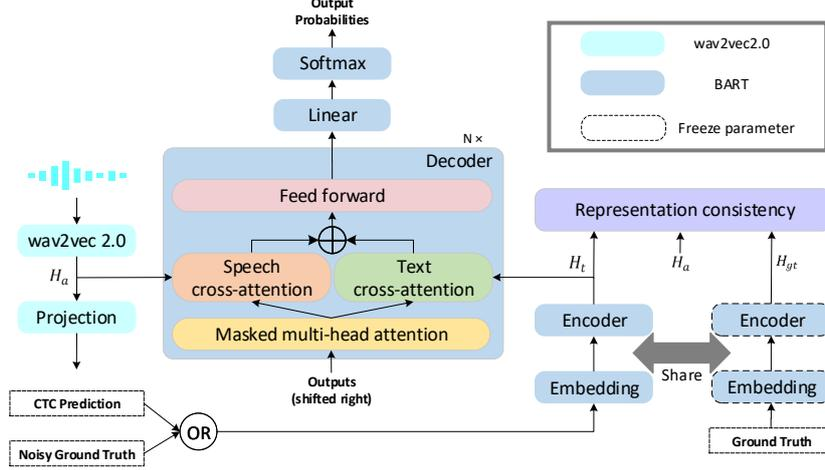 Output
Probabilities
Softmax
Linear
N ×
Decoder
Feed forward
Speech
cross-attention
Text
cross-attention
Masked multi-head attention
Outputs
(shifted right)
wav2vec 2.0
H_a
Projection
CTC Prediction
Noisy Ground Truth
OR
wav2vec2.0
BART
Freeze parameter
Representation consistency
H_t
H_a
H_gt
Encoder
Encoder
Share
Embedding
Embedding
Ground Truth